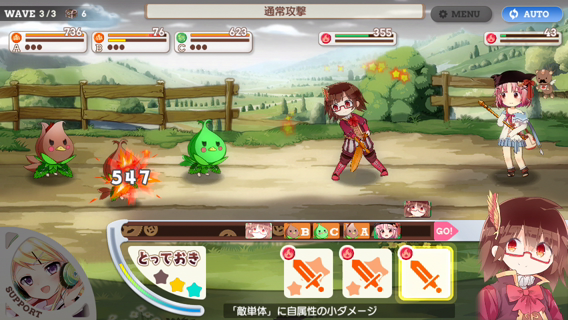 WAVE 3/3
6
通常攻撃
MENU
AUTO
A 736
B 76
C 623
355
43
547
B C A GO!
とっておき
SUPPORT
「敵単体」に自属性の小ダメージ